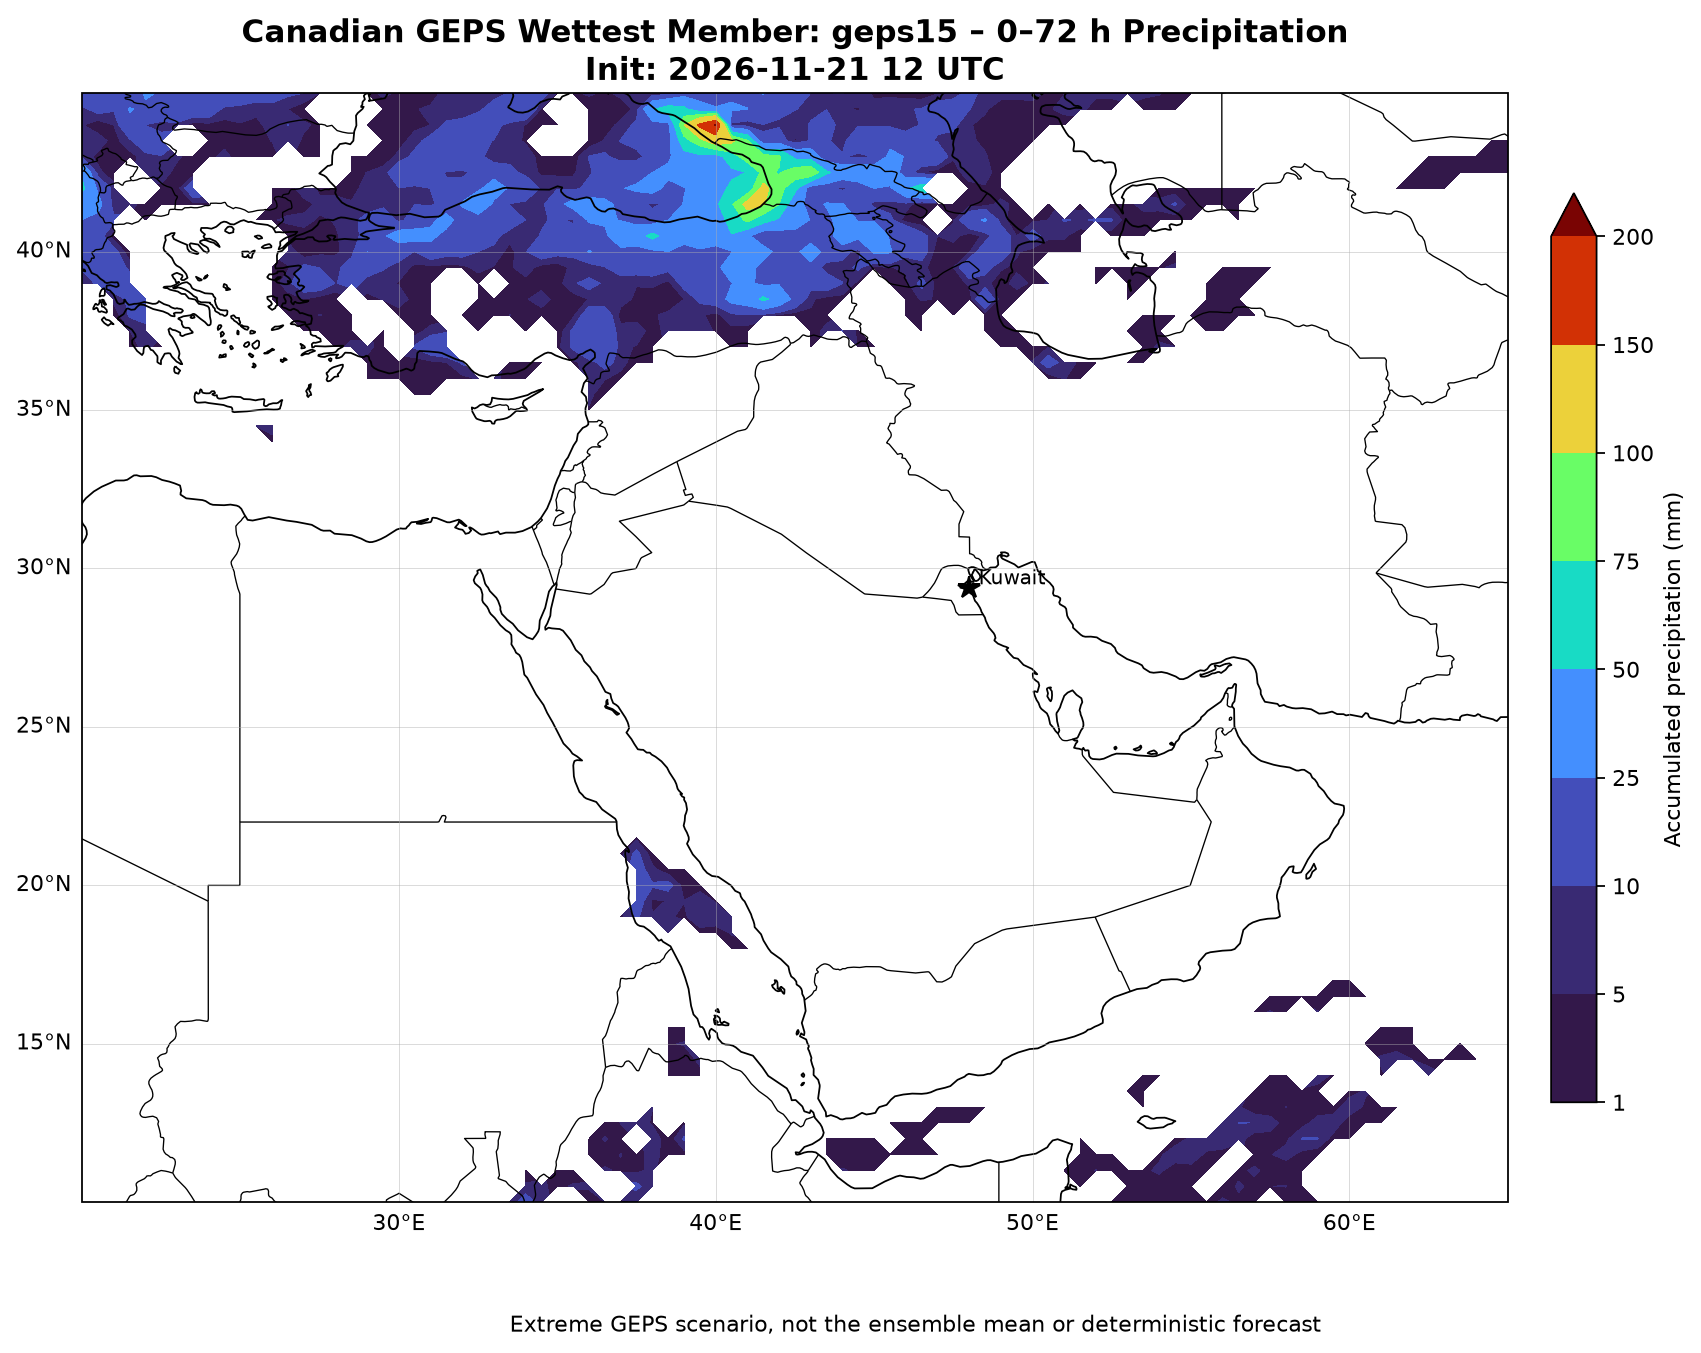 Canadian GEPS Wettest Member: geps15 – 0–72 h Precipitation
Init: 2026-11-21 12 UTC
40°N
35°N
30°N
25°N
20°N
15°N
30°E
40°E
50°E
60°E
Kuwait
200
150
100
75
50
25
10
5
1
Accumulated precipitation (mm)
Extreme GEPS scenario, not the ensemble mean or deterministic forecast